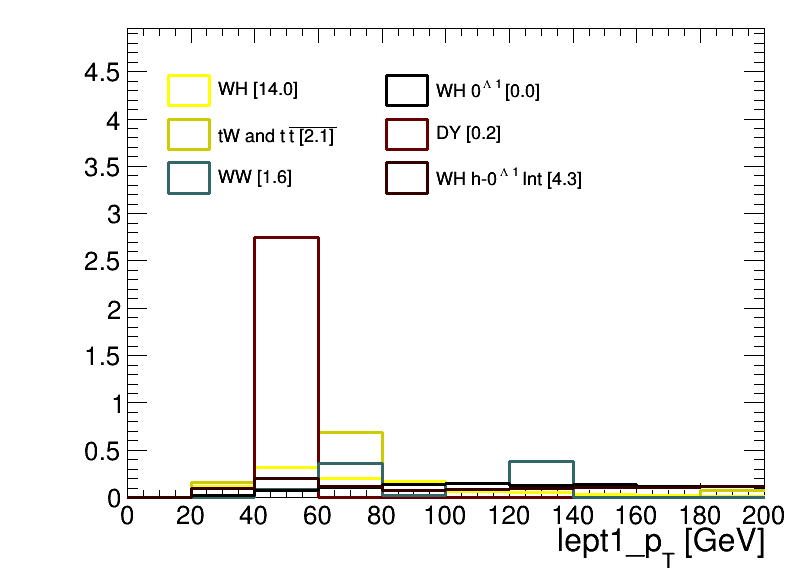 4.5
4
3.5
3
2.5
2
1.5
1
0.5
0
WH [14.0]
WH 0^Λ1 [0.0]
tW and t t̅ [2.1]
DY [0.2]
WW [1.6]
WH h-0^Λ1 Int [4.3]
0 20 40 60 80 100 120 140 160 180 200
lept1_p_T [GeV]